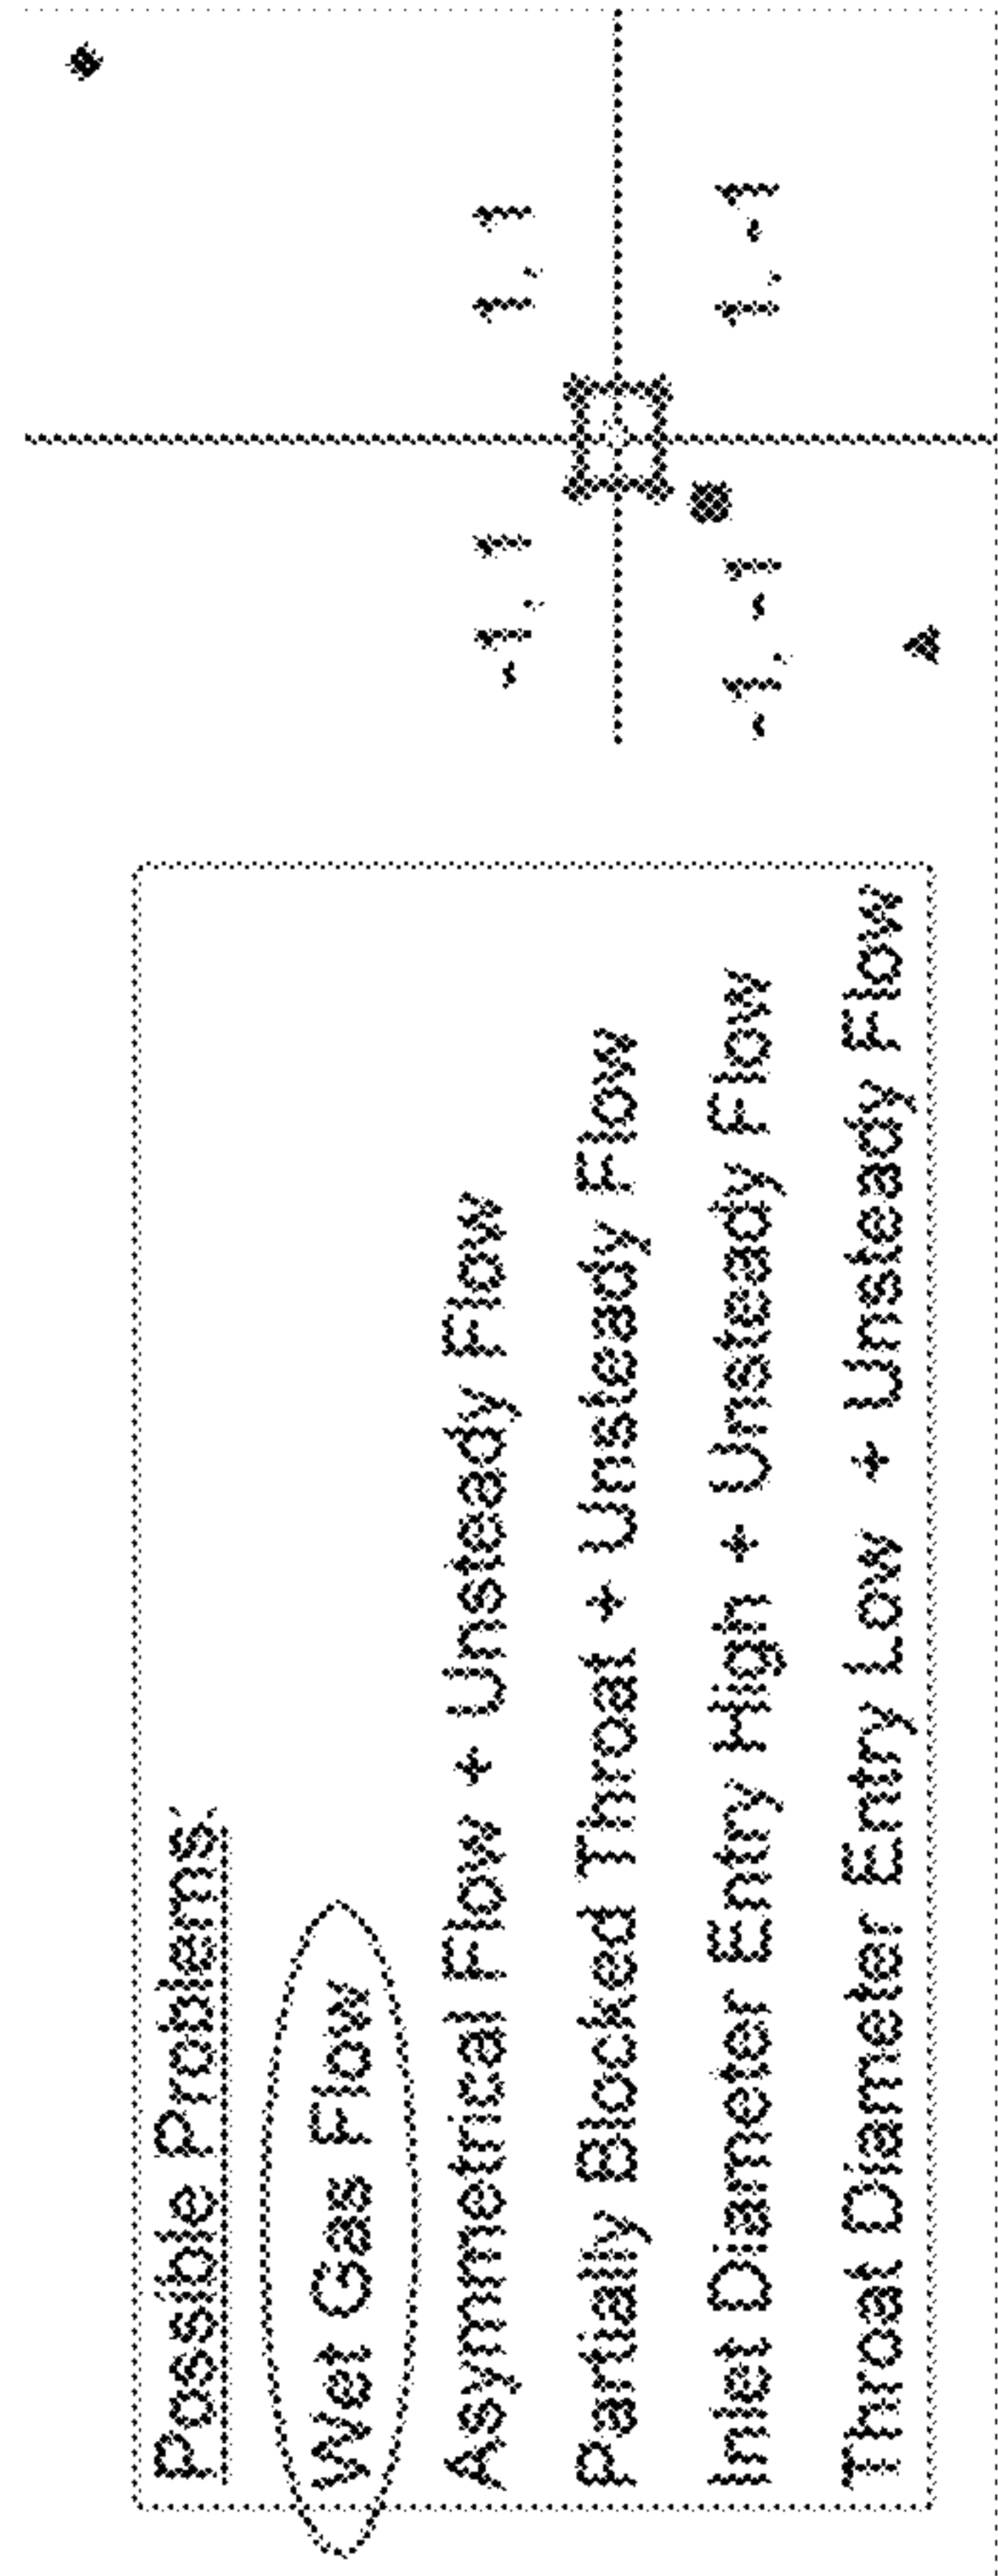 Possible Problems:
Wet Gas Flow
Asymmetrical Flow + Unsteady Flow
Partially Blocked Throat + Unsteady Flow
Inlet Diameter Entry High + Unsteady Flow
Throat Diameter Entry Low + Unsteady Flow
-1, 1
1, 1
-1, -1
1, -1